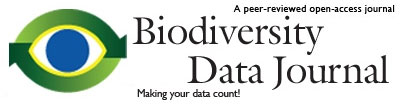 A peer-reviewed open-access journal
Biodiversity
Data Journal
Making your data count!